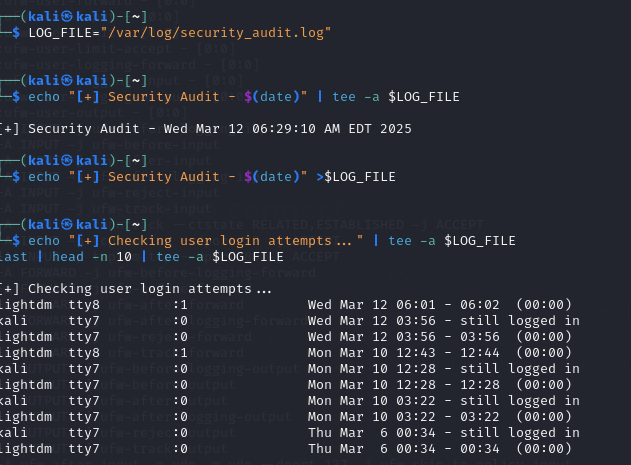 ──(kali㉿kali)-[~]
└─$ LOG_FILE="/var/log/security_audit.log"
──(kali㉿kali)-[~]
└─$ echo "[+] Security Audit - $(date)" | tee -a $LOG_FILE
[+] Security Audit - Wed Mar 12 06:29:10 AM EDT 2025
──(kali㉿kali)-[~]
└─$ echo "[+] Security Audit - $(date)" >$LOG_FILE
──(kali㉿kali)-[~]
└─$ echo "[+] Checking user login attempts..." | tee -a $LOG_FILE
last | head -n 10 | tee -a $LOG_FILE
[+] Checking user login attempts...
lightdm  tty8         :1               Wed Mar 12 06:01 - 06:02  (00:00)
kali     tty7         :0               Wed Mar 12 03:56 - still logged in
lightdm  tty7         :0               Wed Mar 12 03:56 - 03:56  (00:00)
lightdm  tty8         :1               Mon Mar 10 12:43 - 12:44  (00:00)
kali     tty7         :0               Mon Mar 10 12:28 - still logged in
lightdm  tty7         :0               Mon Mar 10 12:28 - 12:28  (00:00)
kali     tty7         :0               Mon Mar 10 03:22 - still logged in
lightdm  tty7         :0               Mon Mar 10 03:22 - 03:22  (00:00)
kali     tty7         :0               Thu Mar  6 00:34 - still logged in
lightdm  tty7         :0               Thu Mar  6 00:34 - 00:34  (00:00)